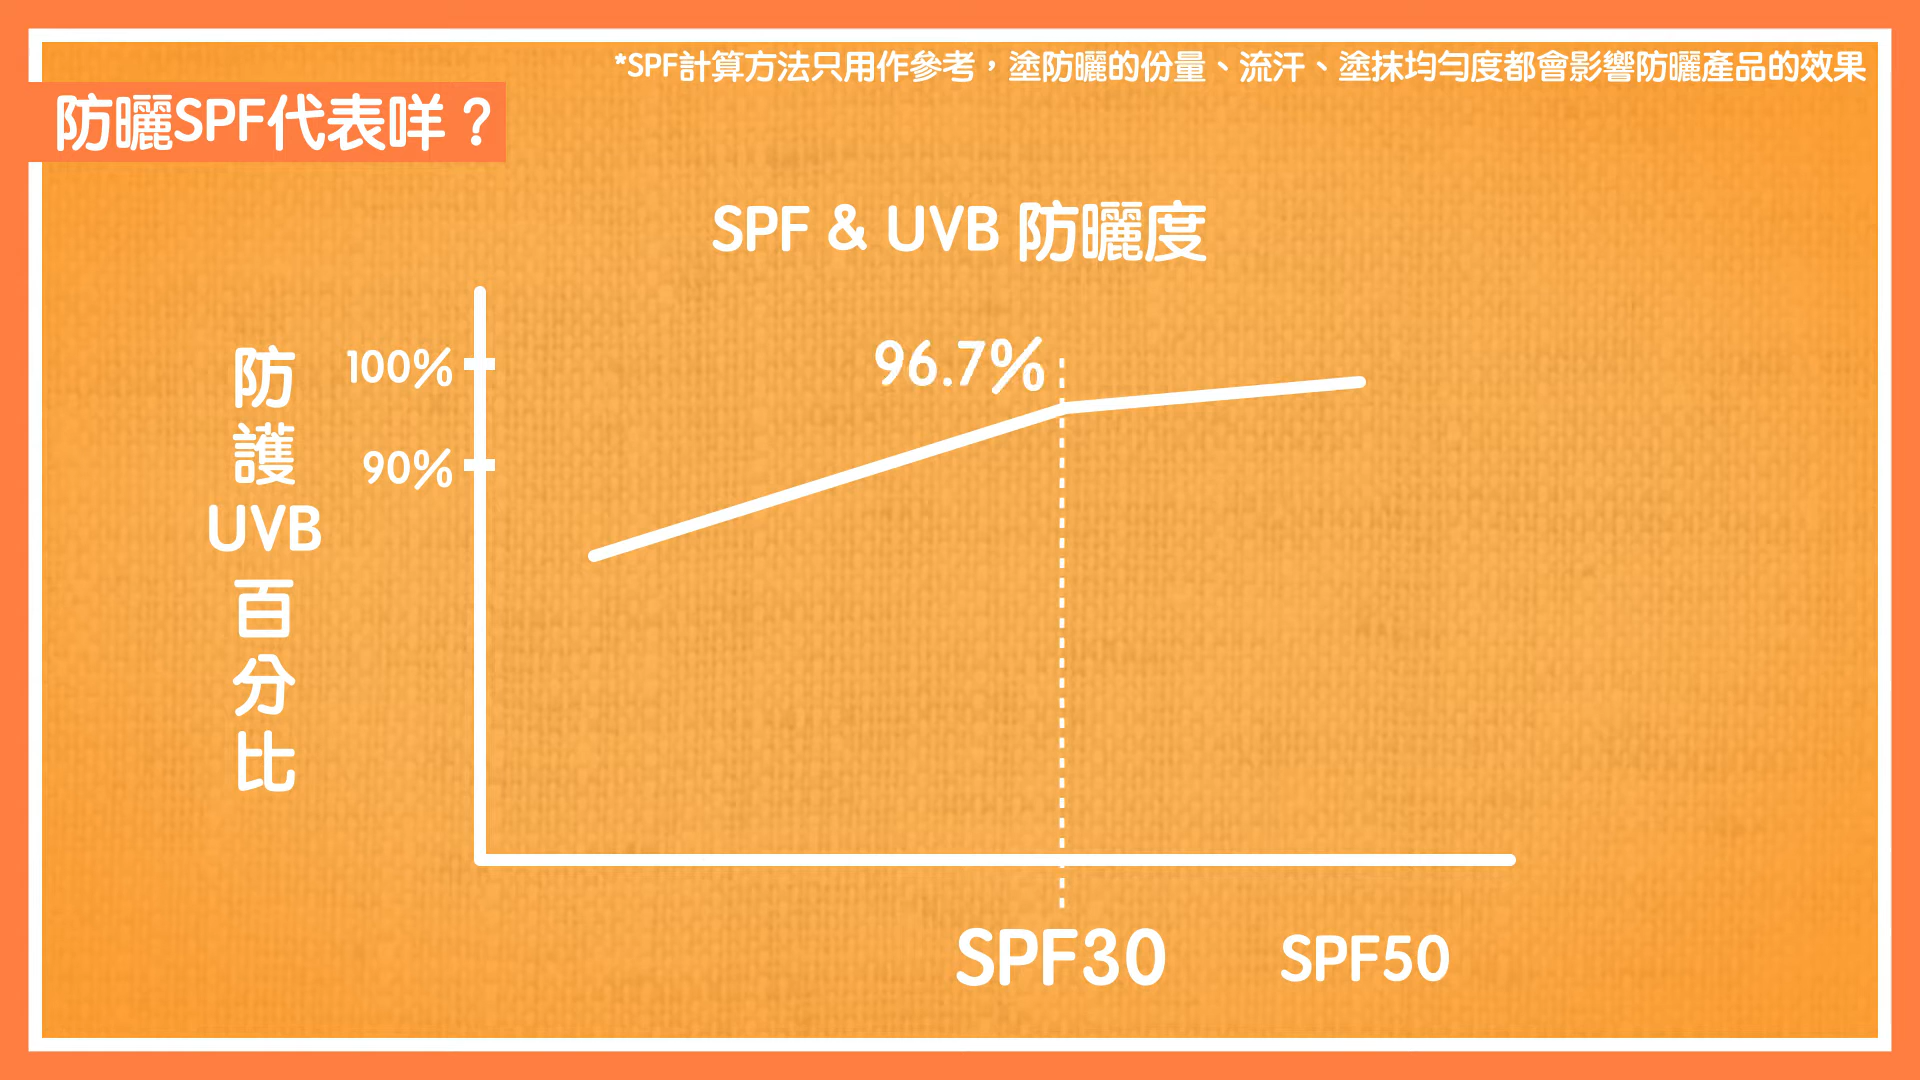 *SPF計算方法只用作參考，塗防曬的份量、流汗、塗抹均勻度都會影響防曬產品的效果
防曬SPF代表咩？
SPF & UVB 防曬度
防
護
UVB
百
分
比
100%
90%
96.7%
SPF30
SPF50